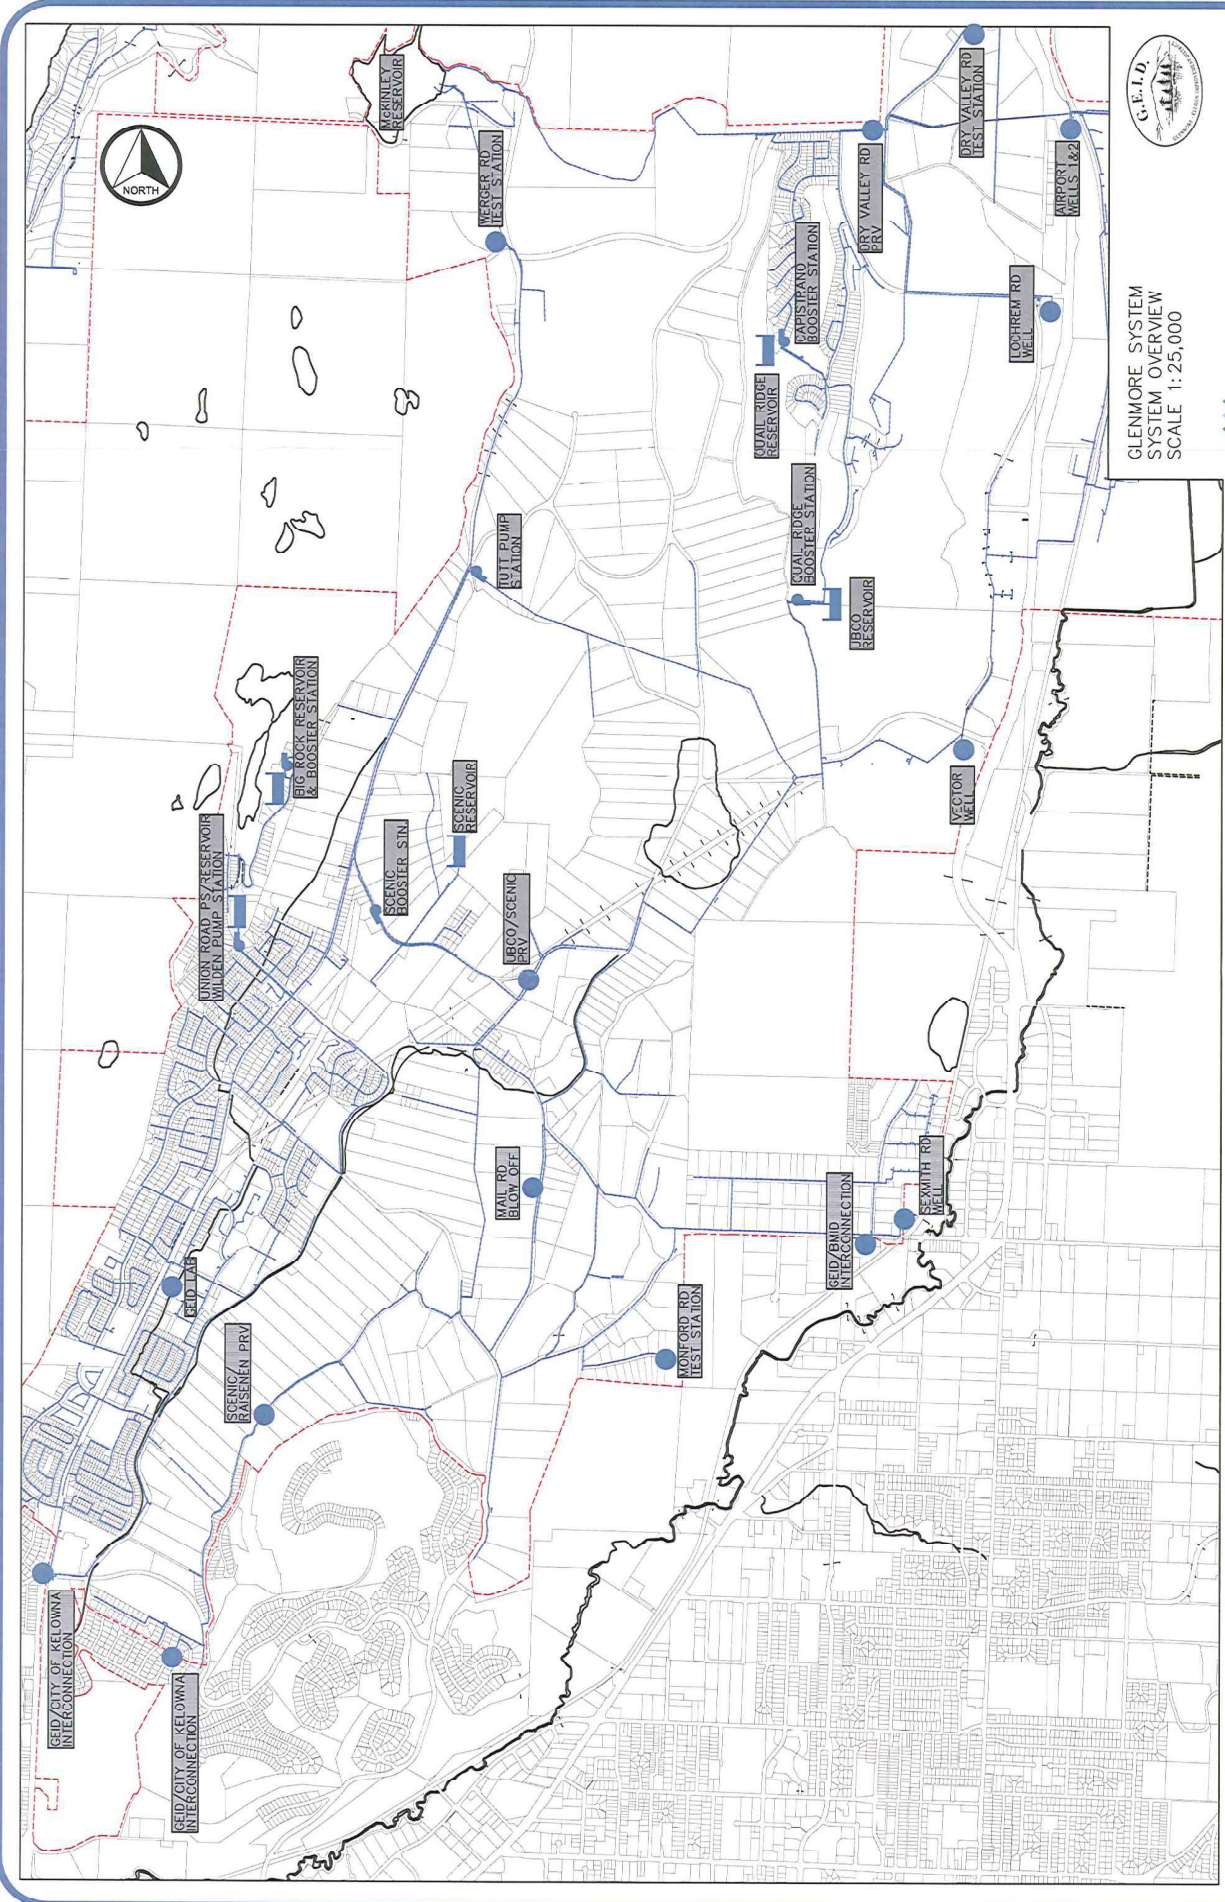 McKINLEY
RESERVOIR
NORTH
WERGER RD
TEST STATION
DRY VALLEY RD
TEST STATION
G.E.I.D.
DRY VALLEY RD
PRV
AIRPORT
WELLS 1&2
CAPISTRANO
BOOSTER STATION
LOCHREM RD
WELL
QUAIL RIDGE
RESERVOIR
GLENMORE SYSTEM
SYSTEM OVERVIEW
SCALE 1:25,000
TUTT PUMP
STATION
QUAIL RIDGE
BOOSTER STATION
UBCO
RESERVOIR
BIG ROCK RESERVOIR
& BOOSTER STATION
SCENIC
RESERVOIR
VECTOR
WELL
UNION ROAD PS/RESERVOIR
WILDEN PUMP STATION
SCENIC
BOOSTER STN.
UBCO/SCENIC
PRV
MAIL RD
BLOW OFF
GEID/BMID
INTERCONNECTION
SEXMITH RD
WELL
GEID LAB
SCENIC/
RAISENEN PRV
MONFORD RD
TEST STATION
GEID/CITY OF KELOWNA
INTERCONNECTION
GEID/CITY OF KELOWNA
INTERCONNECTION